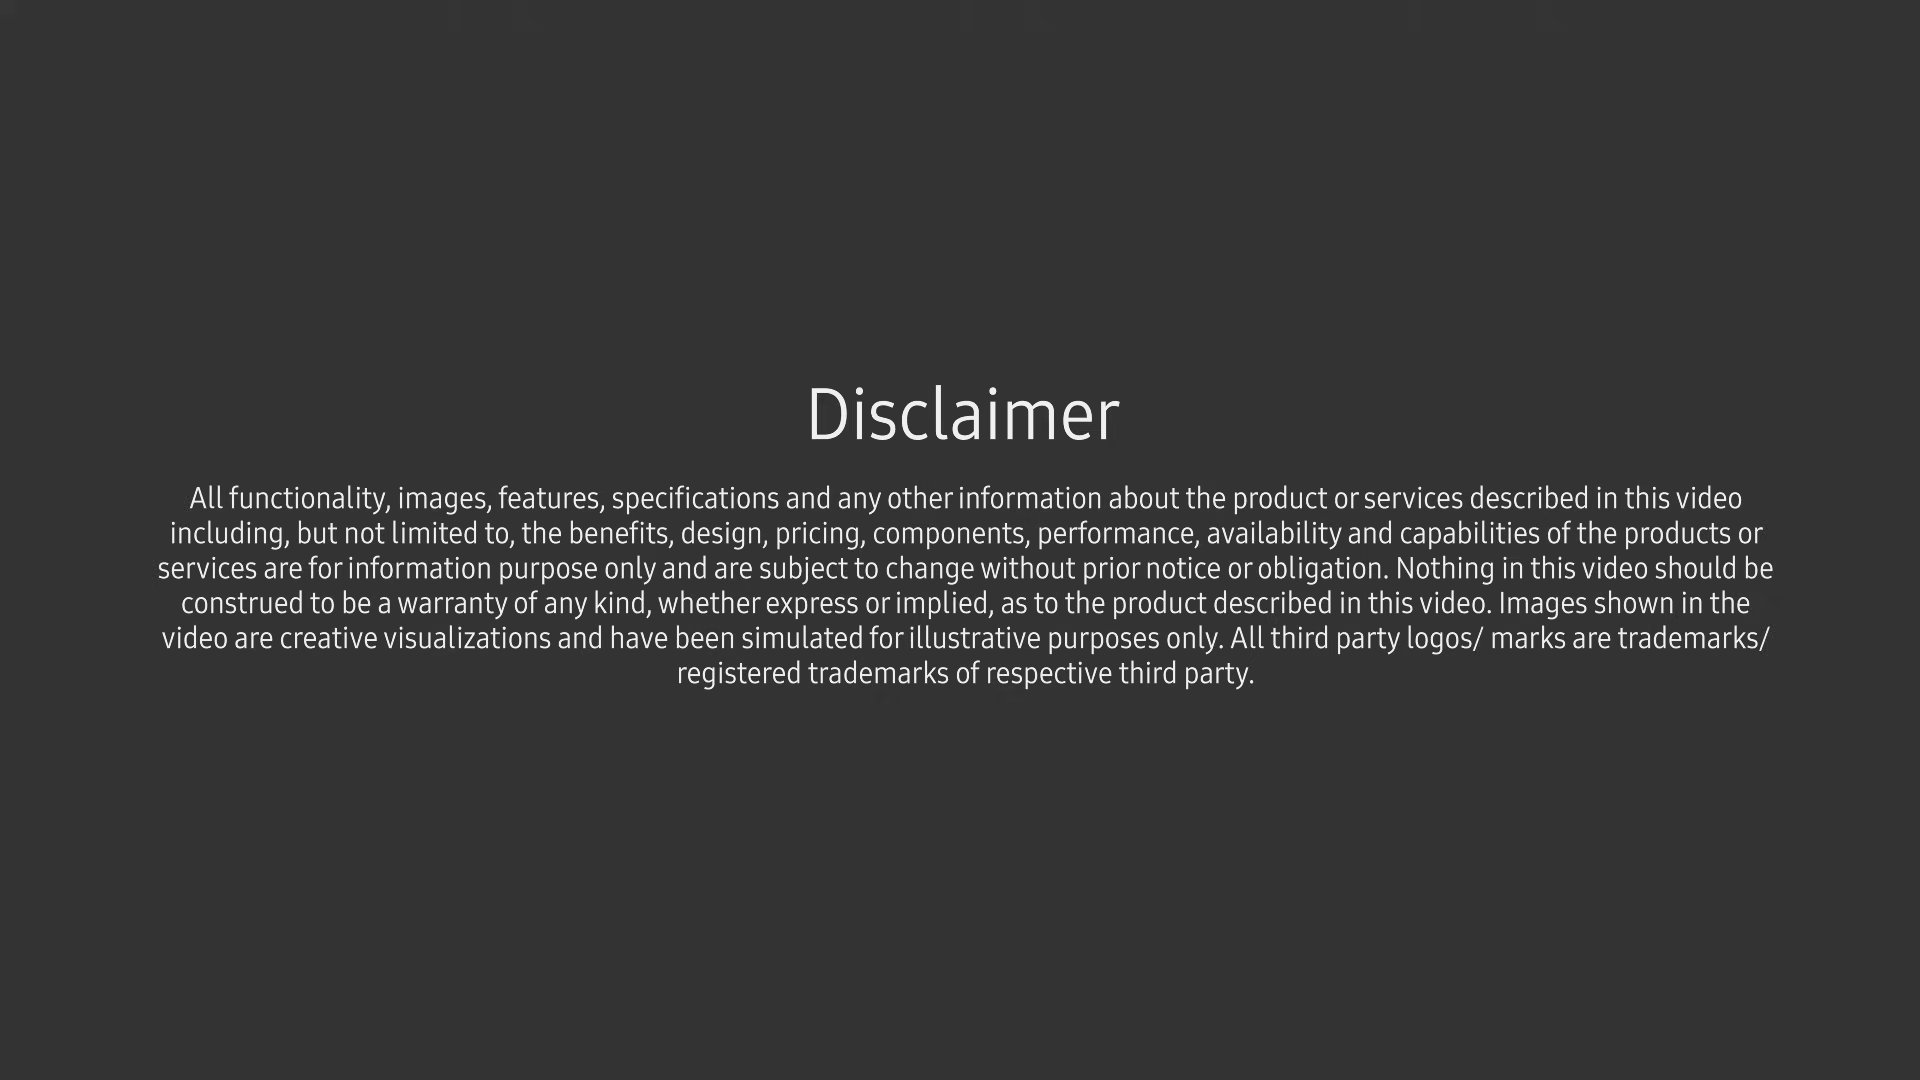 Disclaimer
All functionality, images, features, specifications and any other information about the product or services described in this video
including, but not limited to, the benefits, design, pricing, components, performance, availability and capabilities of the products or
services are for information purpose only and are subject to change without prior notice or obligation. Nothing in this video should be
construed to be a warranty of any kind, whether express or implied, as to the product described in this video. Images shown in the
video are creative visualizations and have been simulated for illustrative purposes only. All third party logos/ marks are trademarks/
registered trademarks of respective third party.